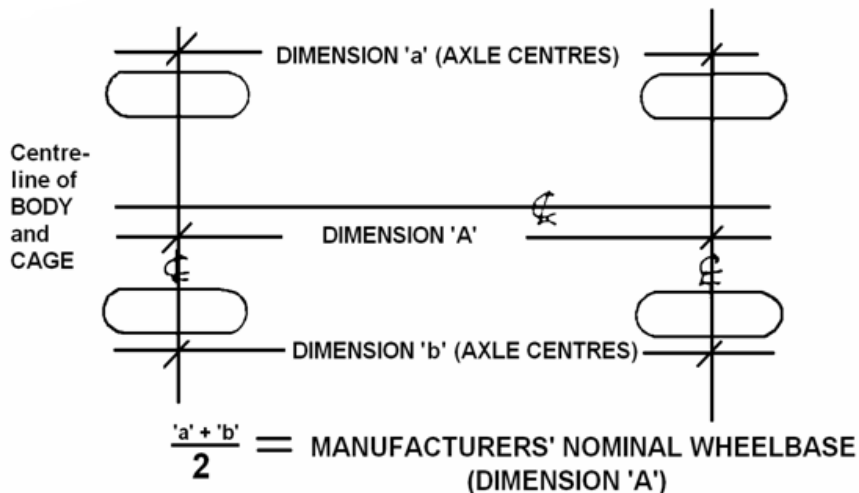 DIMENSION 'a' (AXLE CENTRES)
Centre-
line of
BODY
and
CAGE
DIMENSION 'A'
DIMENSION 'b' (AXLE CENTRES)
'a' + 'b'
2
= MANUFACTURERS' NOMINAL WHEELBASE
(DIMENSION 'A')